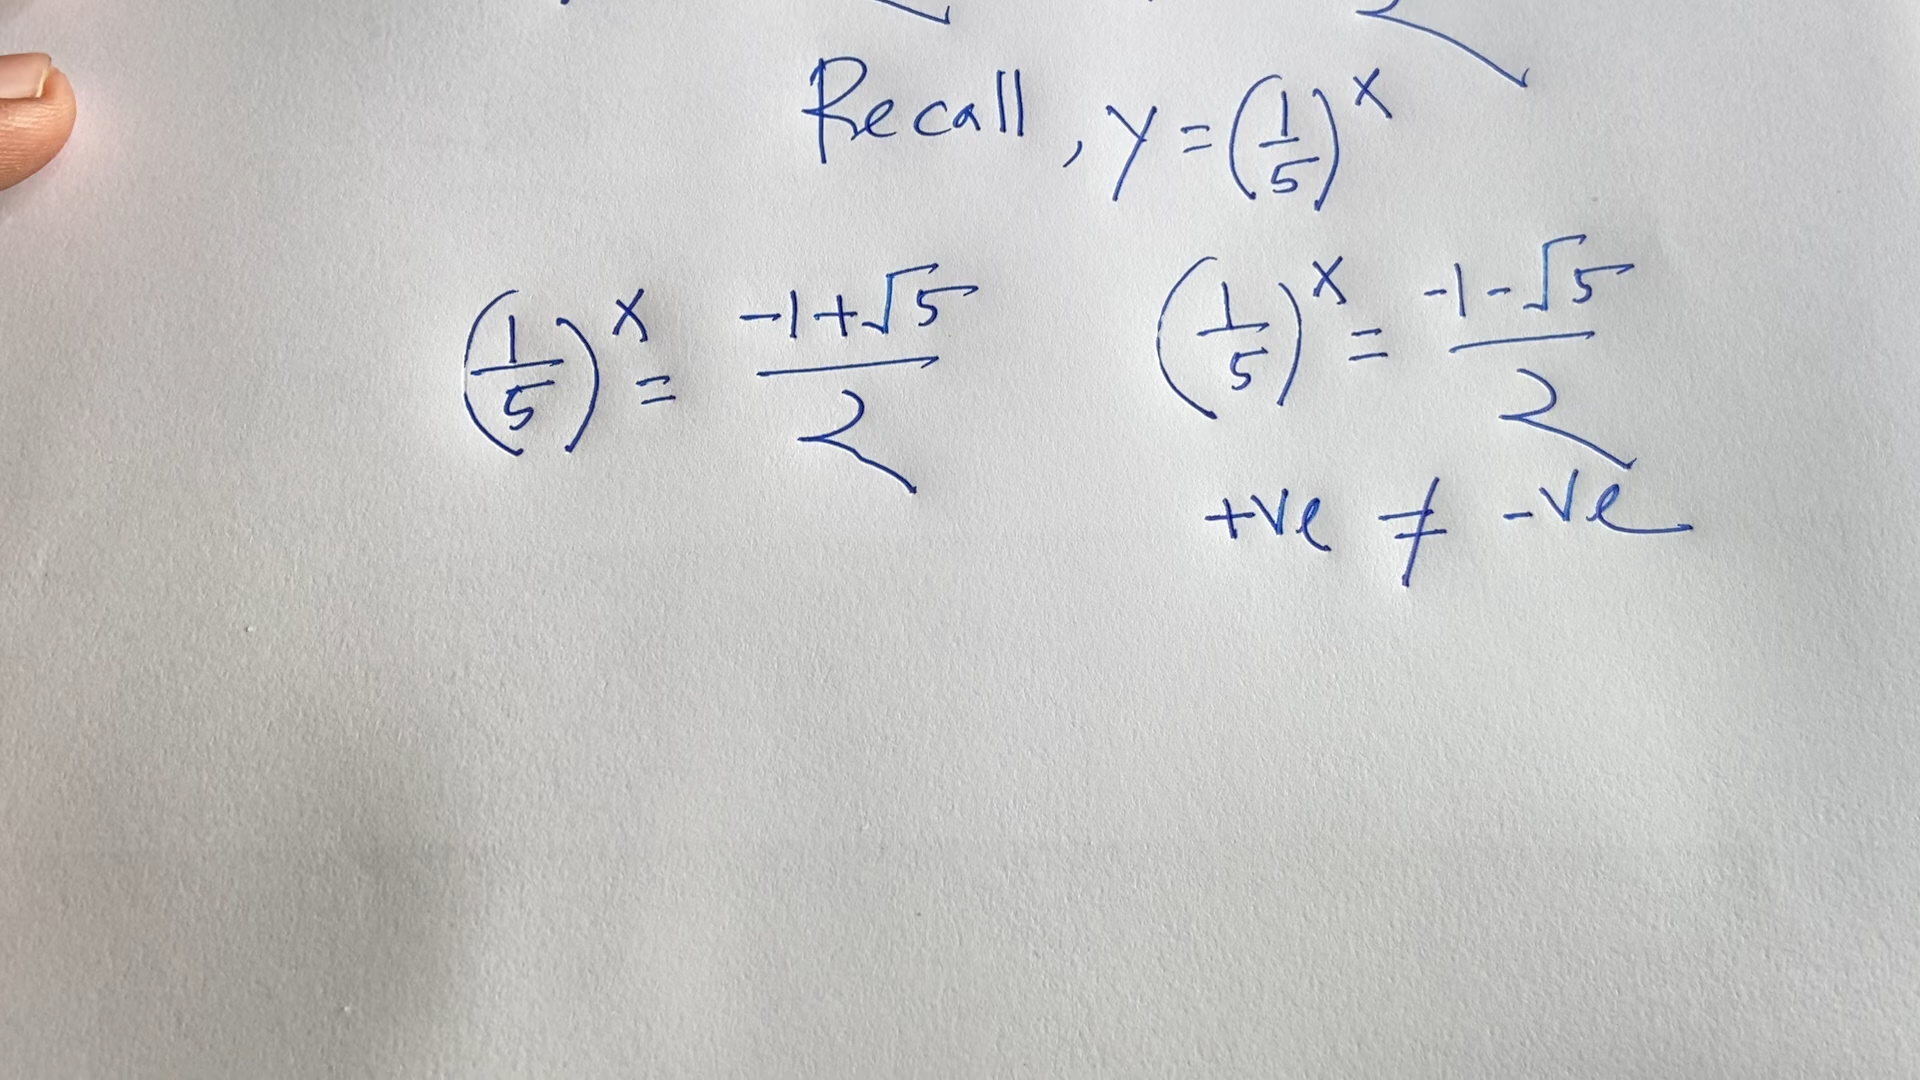 Recall, y = (1/5)^x
(1/5)^x = (-1+√5)/2    (1/5)^x = (-1-√5)/2
+ve ≠ -ve